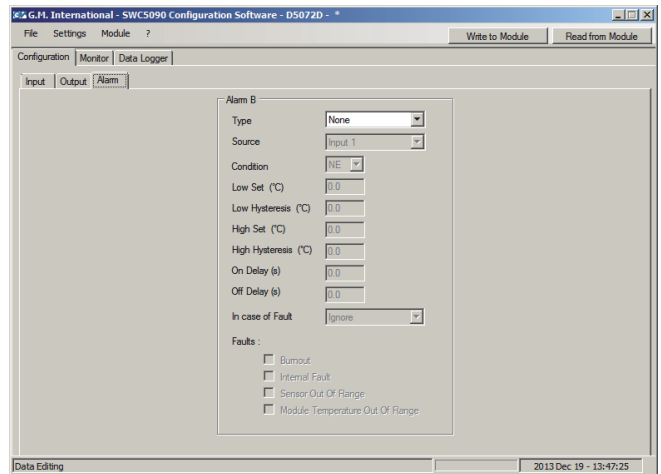 G.M. International - SWC5090 Configuration Software - D5072D - *
File Settings Module ? Write to Module Read from Module
Configuration Monitor Data Logger
Input Output Alarm
Alarm B
Type None
Source Input 1
Condition NE
Low Set (°C) 0.0
Low Hysteresis (°C) 0.0
High Set (°C) 0.0
High Hysteresis (°C) 0.0
On Delay (s) 0.0
Off Delay (s) 0.0
In case of Fault Ignore
Faults :
Burnout
Internal Fault
Sensor Out Of Range
Module Temperature Out Of Range
Data Editing 2013 Dec 19 - 13:47:25